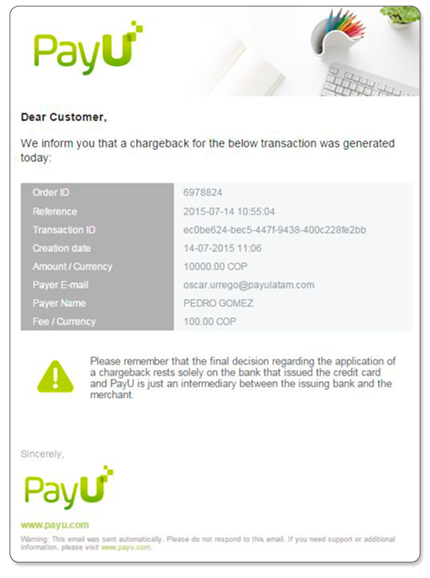 PayU
Dear Customer,
We inform you that a chargeback for the below transaction was generated
today:
Order ID 6978824
Reference 2015-07-14 10:55:04
Transaction ID ec0be624-bec5-447f-9438-400c228fe2bb
Creation date 14-07-2015 11:06
Amount / Currency 10000.00 COP
Payer E-mail oscar.urrego@payulatam.com
Payer Name PEDRO GOMEZ
Fee / Currency 100.00 COP
Please remember that the final decision regarding the application of
a chargeback rests solely on the bank that issued the credit card
and PayU is just an intermediary between the issuing bank and the
merchant.
Sincerely,
PayU
www.payu.com
Warning: This email was sent automatically. Please do not respond to this email. If you need support or additional
information, please visit www.payu.com.